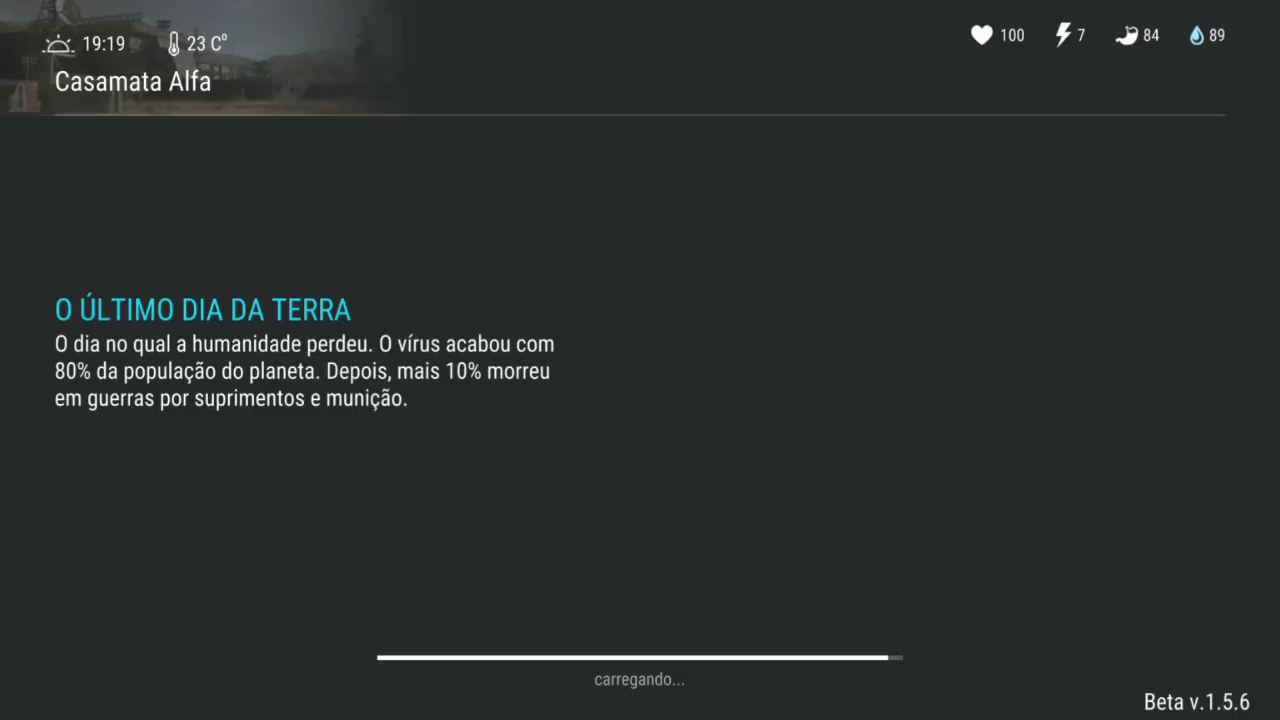 19:19 23 Cº
100 7 84 89
Casamata Alfa
O ÚLTIMO DIA DA TERRA
O dia no qual a humanidade perdeu. O vírus acabou com
80% da população do planeta. Depois, mais 10% morreu
em guerras por suprimentos e munição.
carregando...
Beta v.1.5.6